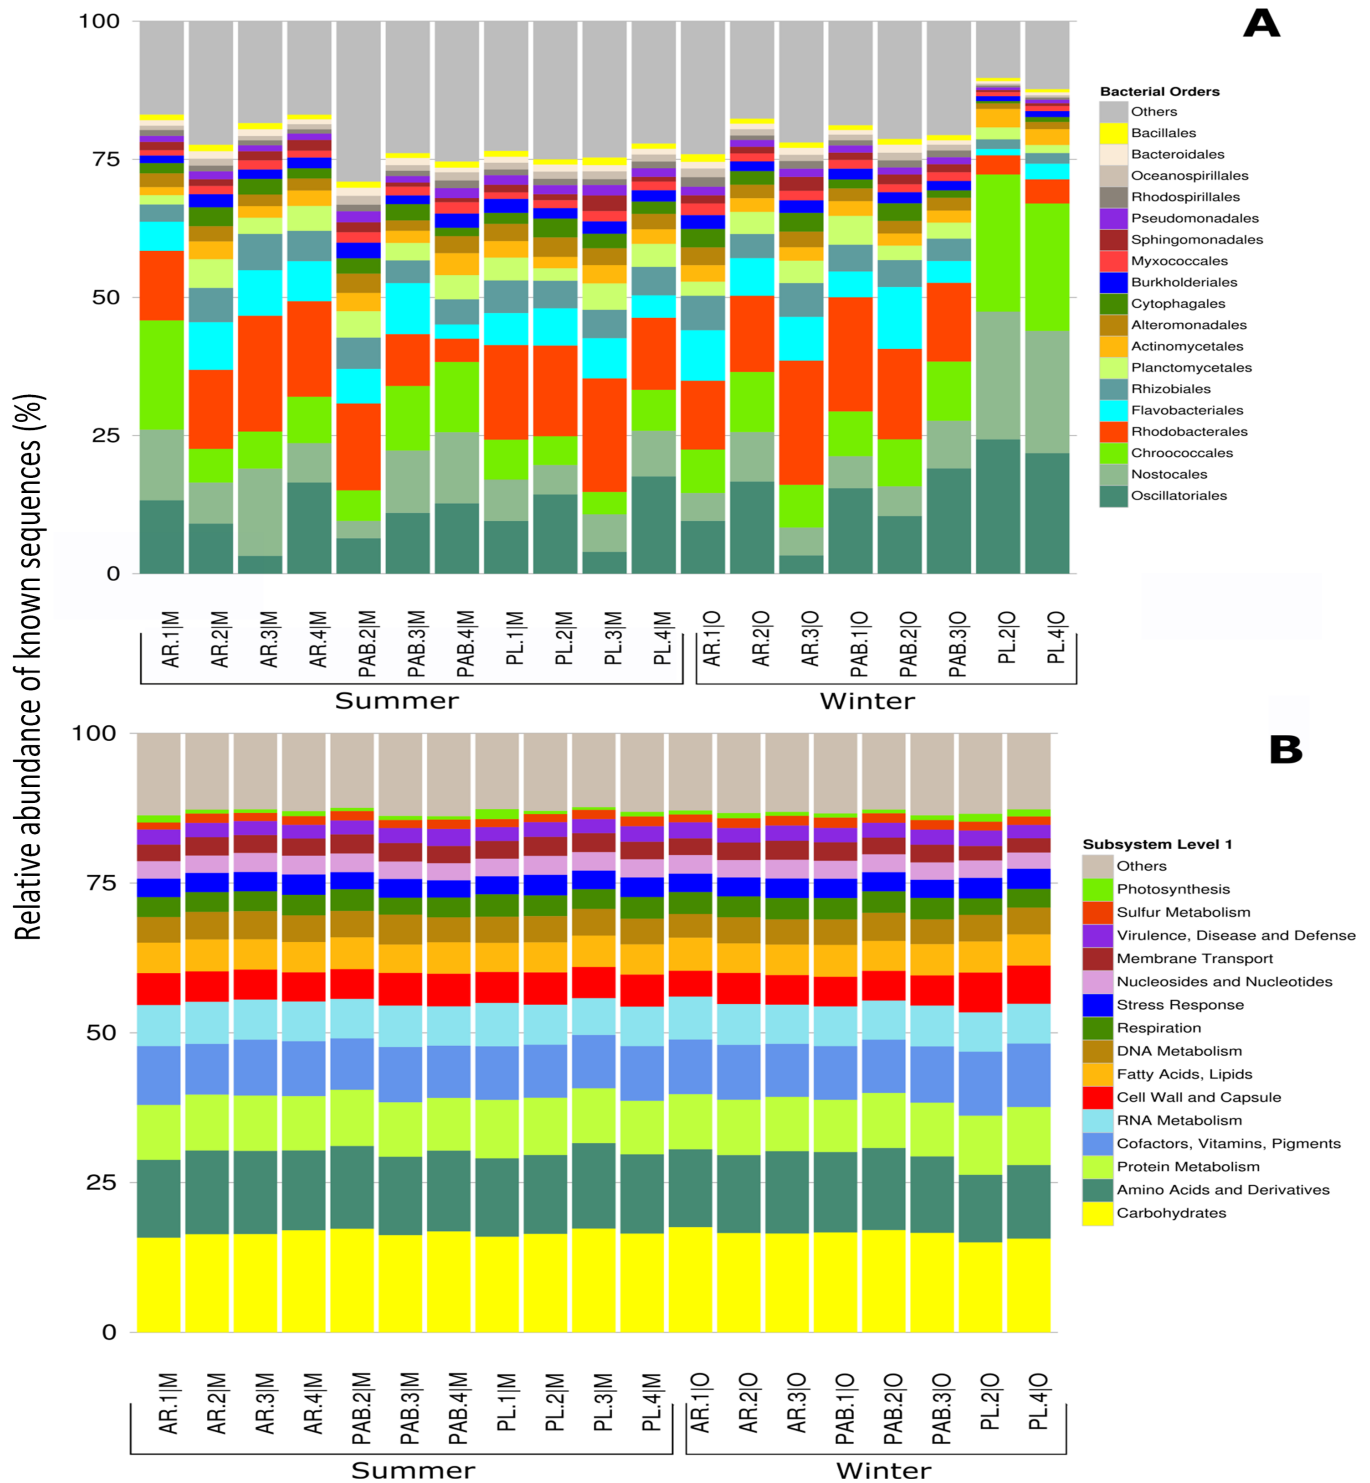 A
100
75
50
25
0
Bacterial Orders
Others
Bacillales
Bacteroidales
Oceanospirillales
Rhodospirillales
Pseudomonadales
Sphingomonadales
Myxococcales
Burkholderiales
Cytophagales
Alteromonadales
Actinomycetales
Planctomycetales
Rhizobiales
Flavobacteriales
Rhodobacterales
Chroococcales
Nostocales
Oscillatoriales
Relative abundance of known sequences (%)
AR.1|M
AR.2|M
AR.3|M
AR.4|M
PAB.2|M
PAB.3|M
PAB.4|M
PL.1|M
PL.2|M
PL.3|M
PL.4|M
AR.1|O
AR.2|O
AR.3|O
PAB.1|O
PAB.2|O
PAB.3|O
PL.2|O
PL.4|O
Summer
Winter
B
100
75
50
25
0
Subsystem Level 1
Others
Photosynthesis
Sulfur Metabolism
Virulence, Disease and Defense
Membrane Transport
Nucleosides and Nucleotides
Stress Response
Respiration
DNA Metabolism
Fatty Acids, Lipids
Cell Wall and Capsule
RNA Metabolism
Cofactors, Vitamins, Pigments
Protein Metabolism
Amino Acids and Derivatives
Carbohydrates
AR.1|M
AR.2|M
AR.3|M
AR.4|M
PAB.2|M
PAB.3|M
PAB.4|M
PL.1|M
PL.2|M
PL.3|M
PL.4|M
AR.1|O
AR.2|O
AR.3|O
PAB.1|O
PAB.2|O
PAB.3|O
PL.2|O
PL.4|O
Summer
Winter